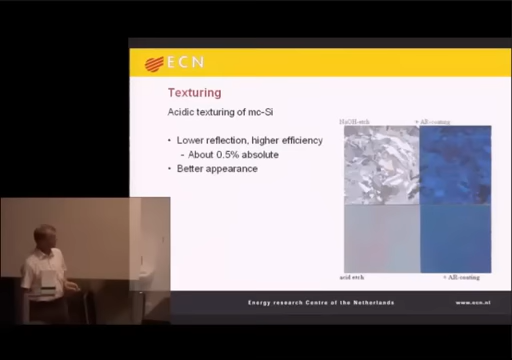 ECN
Texturing
Acidic texturing of mc-Si
• Lower reflection, higher efficiency
- About 0.5% absolute
• Better appearance
NaOH-etch + AR-coating
acid etch + AR-coating
Energy research Centre of the Netherlands www.ecn.nl